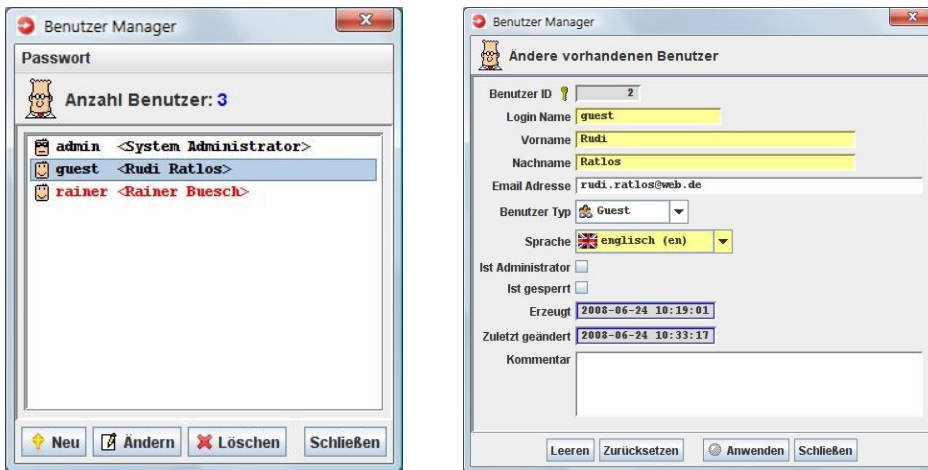 Benutzer Manager
Passwort
Anzahl Benutzer: 3
admin <System Administrator>
guest <Rudi Ratlos>
rainer <Rainer Buesch>
Neu Ändern Löschen Schließen
Benutzer Manager
Ändere vorhandenen Benutzer
Benutzer ID 2
Login Name guest
Vorname Rudi
Nachname Ratlos
Email Adresse rudi.ratlos@web.de
Benutzer Typ Guest
Sprache englisch (en)
Ist Administrator
Ist gesperrt
Erzeugt 2008-06-24 10:19:01
Zuletzt geändert 2008-06-24 10:33:17
Kommentar
Leeren Zurücksetzen Anwenden Schließen